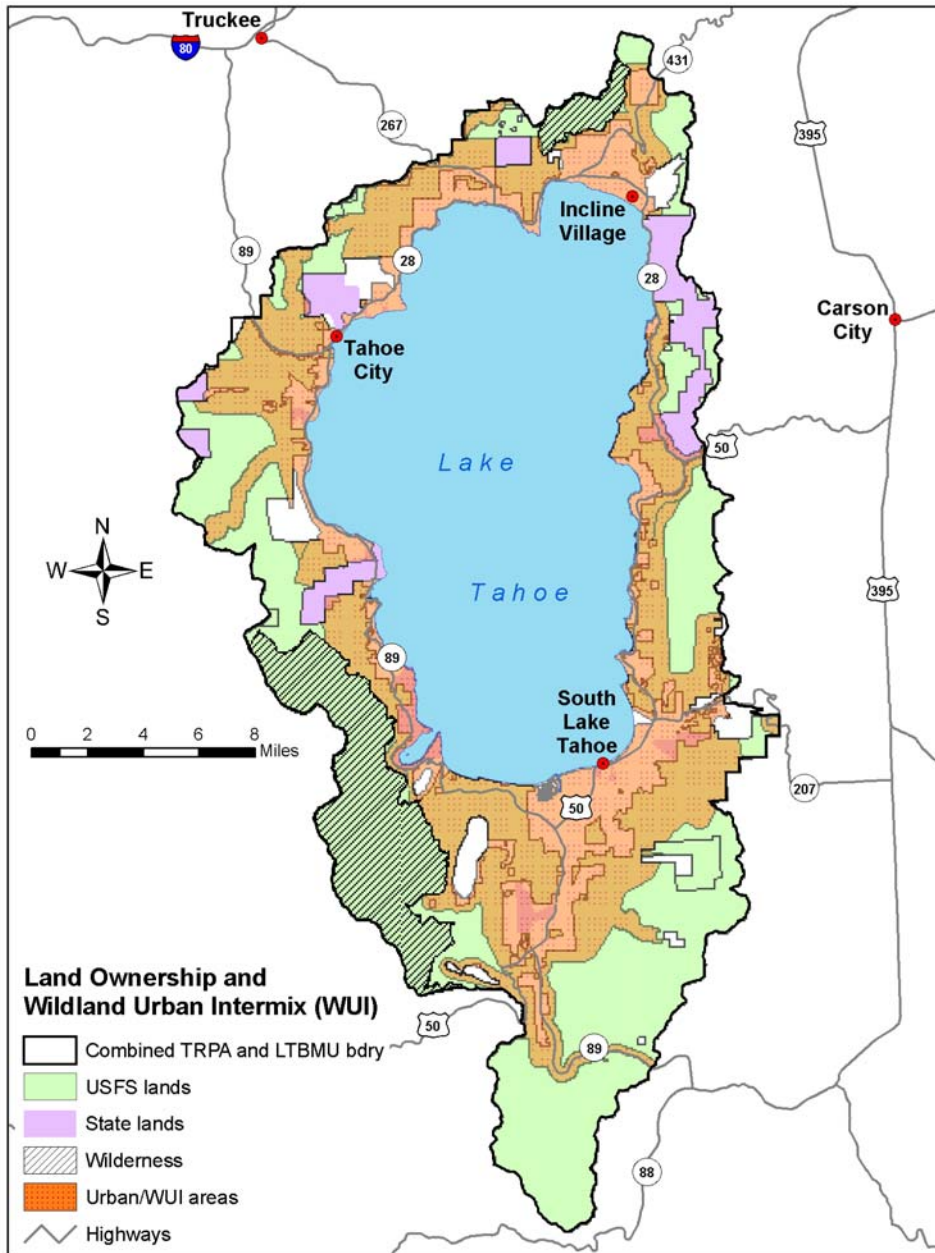 Truckee
80
431
267
395
Incline
Village
89
28
28
Carson
City
Tahoe
City
50
Lake
N
W E
S
Tahoe
395
89
South
Lake
Tahoe
0 2 4 6 8
Miles
50
207
Land Ownership and
Wildland Urban Intermix (WUI)
50
Combined TRPA and LTBMU bdry
89
USFS lands
State lands
Wilderness
88
Urban/WUI areas
Highways